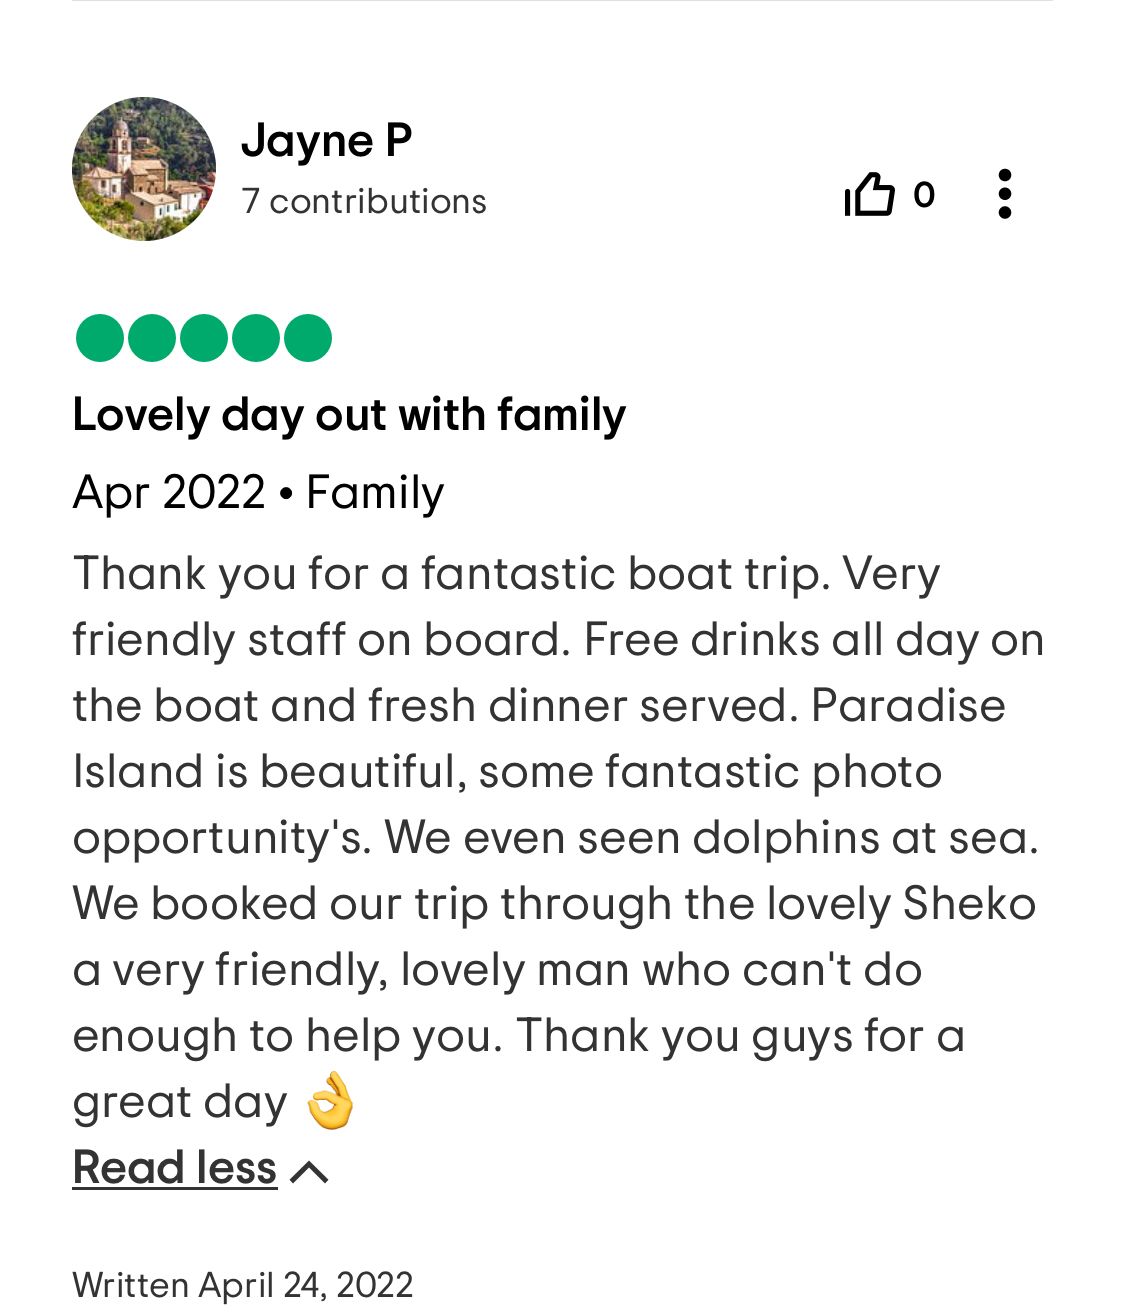 Jayne P
7 contributions
0
Lovely day out with family
Apr 2022 • Family
Thank you for a fantastic boat trip. Very
friendly staff on board. Free drinks all day on
the boat and fresh dinner served. Paradise
Island is beautiful, some fantastic photo
opportunity's. We even seen dolphins at sea.
We booked our trip through the lovely Sheko
a very friendly, lovely man who can't do
enough to help you. Thank you guys for a
great day 👌
Read less
Written April 24, 2022